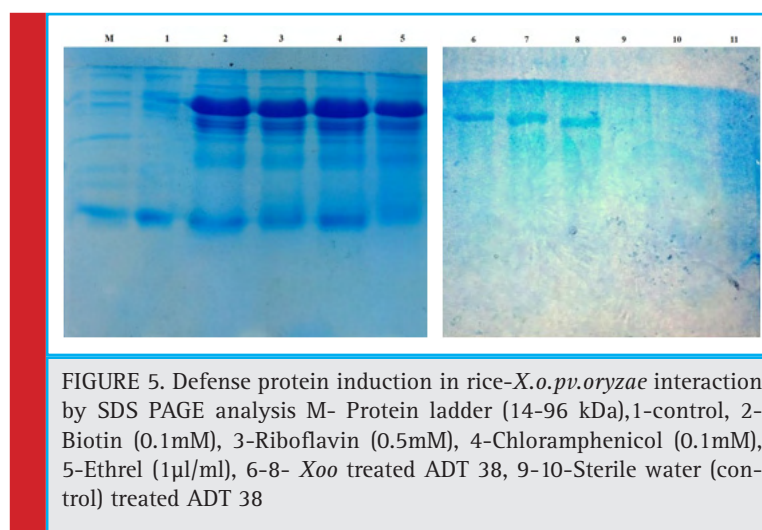 M 1 2 3 4 5 6 7 8 9 10 11
FIGURE 5. Defense protein induction in rice-X.o.pv.oryzae interaction
by SDS PAGE analysis M- Protein ladder (14-96 kDa),1-control, 2-
Biotin (0.1mM), 3-Riboflavin (0.5mM), 4-Chloramphenicol (0.1mM),
5-Ethrel (1µl/ml), 6-8- Xoo treated ADT 38, 9-10-Sterile water (con-
trol) treated ADT 38